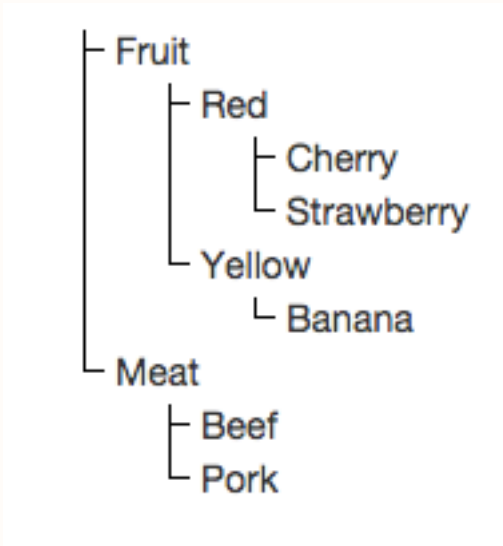 Fruit
Red
Cherry
Strawberry
Yellow
Banana
Meat
Beef
Pork